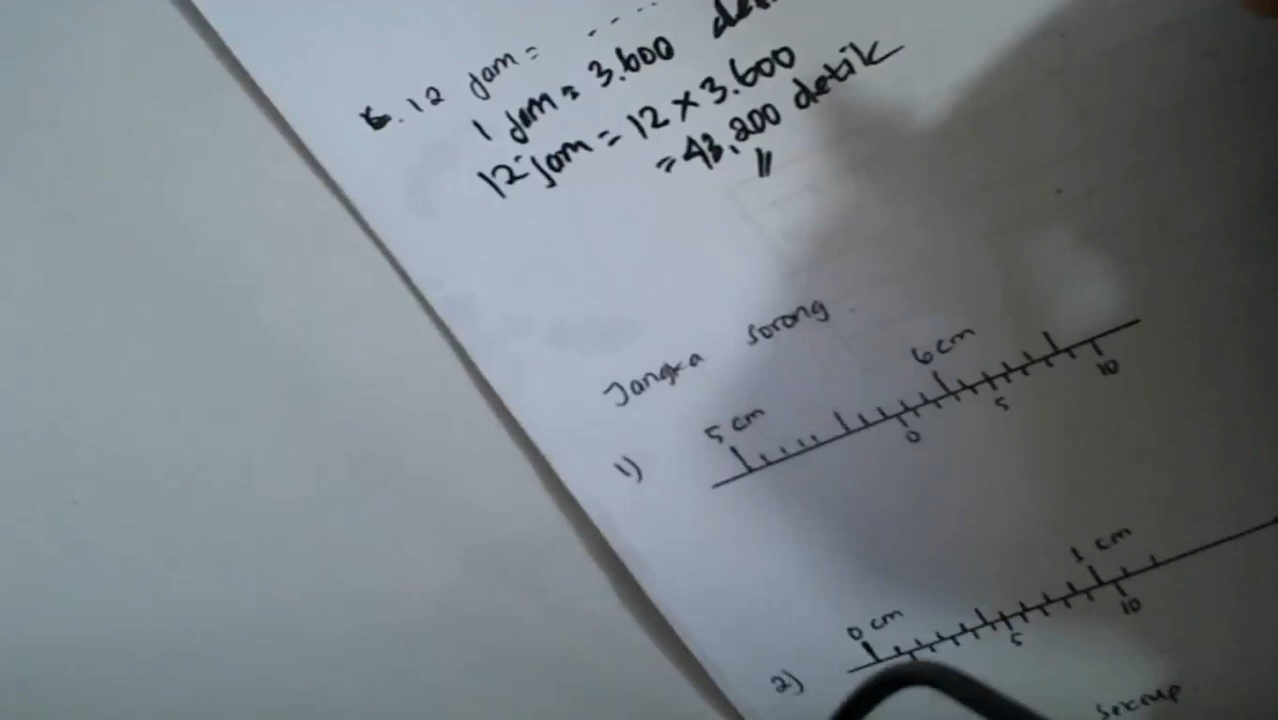 5. 12 jam = ....
1 jam = 3.600
12 jam = 12 x 3.600
= 43.200 detik
Jangka sorong.
1) 5 cm 6 cm
0 5 10
2) 0 cm 1 cm
5 10
Sekrup